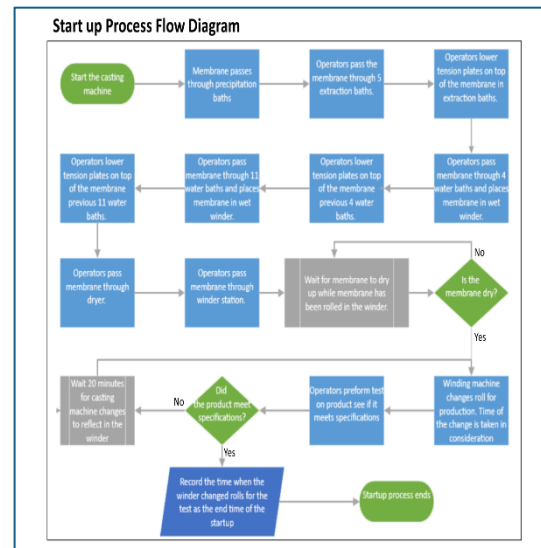 Start up Process Flow Diagram
Start the casting
machine
Membrane passes
through precipitation
baths
Operators pass the
membrane through 5
extraction baths.
Operators lower
tension plates on top
of the membrane in
extraction baths.
Operators pass
membrane through 4
water baths and places
membrane in wet
winder.
Operators lower
tension plates on top
of the membrane
previous 4 water
baths.
Operators pass
membrane through 11
water baths and places
membrane in wet
winder.
Operators lower
tension plates on top
of the membrane
previous 11 water
baths.
Operators pass
membrane through
dryer.
Operators pass
membrane through
winder station.
Wait for membrane to dry
up while membrane has
been rolled in the winder.
Is the
membrane dry?
No
Yes
Winding machine
changes roll for
production. Time of
the change is taken in
consideration
Operators preform test
on product see if it
meets specifications
Did
the product meet
specifications?
No
Yes
Wait 20 minutes
for casting
machine changes
to reflect in the
winder
Record the time when the
winder changed rolls for the
test as the end time of the
startup
Startup process ends